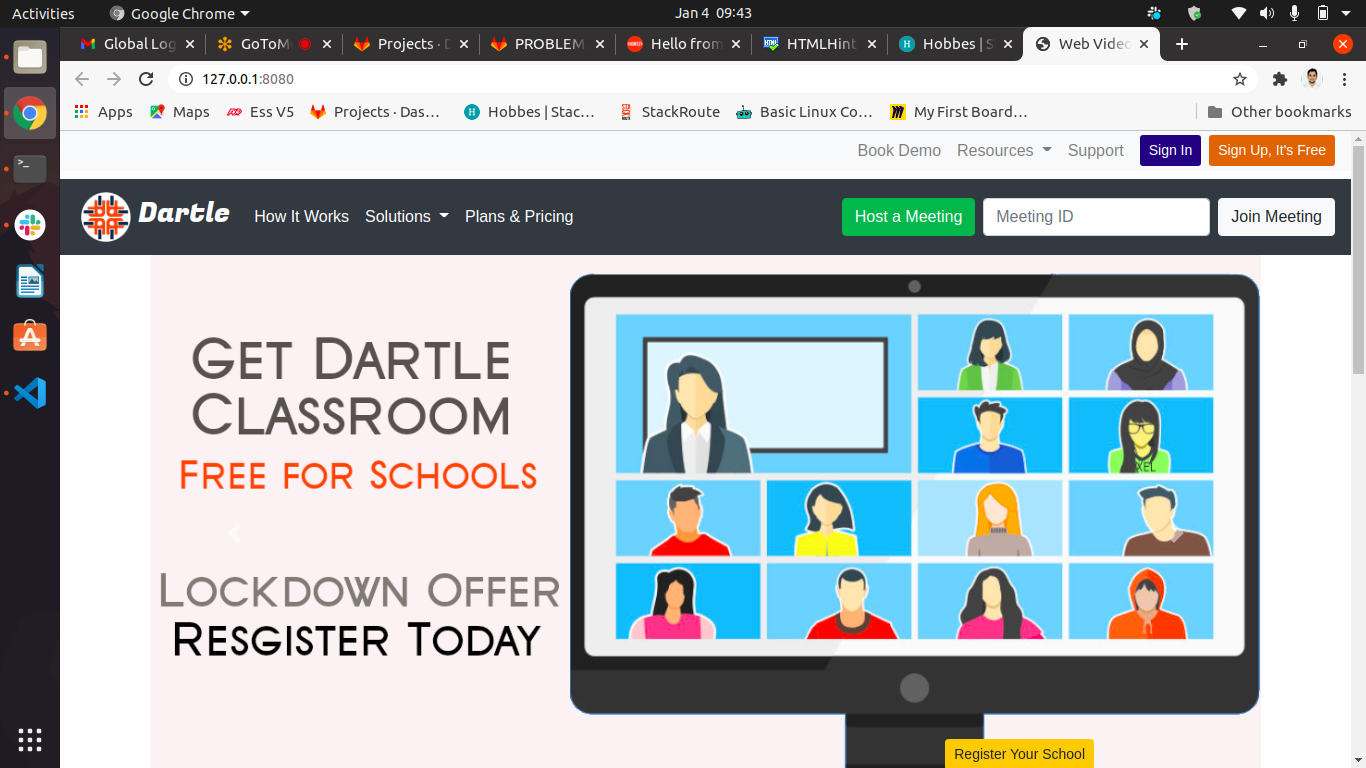 Activities Google Chrome Jan 4 09:43
Global Log GoToM Projects · D PROBLEM Hello from HTMLHint Hobbes | S Web Video
127.0.0.1:8080
Apps Maps Ess V5 Projects · Das… Hobbes | Stac… StackRoute Basic Linux Co… My First Board… Other bookmarks
Book Demo Resources Support Sign In Sign Up, It's Free
Dartle How It Works Solutions Plans & Pricing Host a Meeting Meeting ID Join Meeting
Get Dartle
Classroom
Free for Schools
XEL
Lockdown Offer
Resgister Today
Register Your School